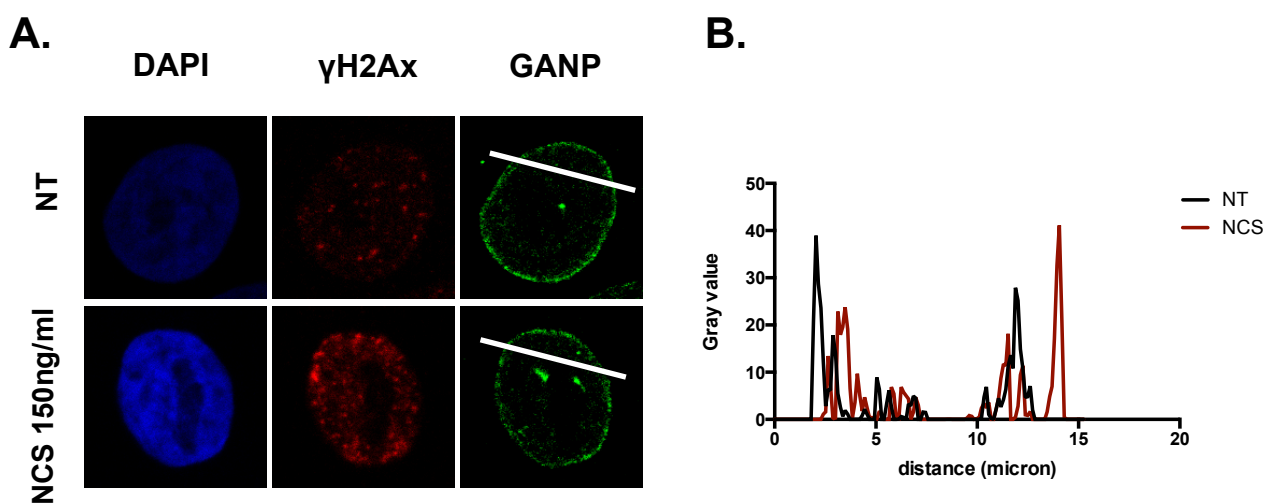 A.
B.
DAPI γH2Ax GANP
NT
NCS 150ng/ml
50
40
30
20
10
0
Gray value
0 5 10 15 20
distance (micron)
NT
NCS